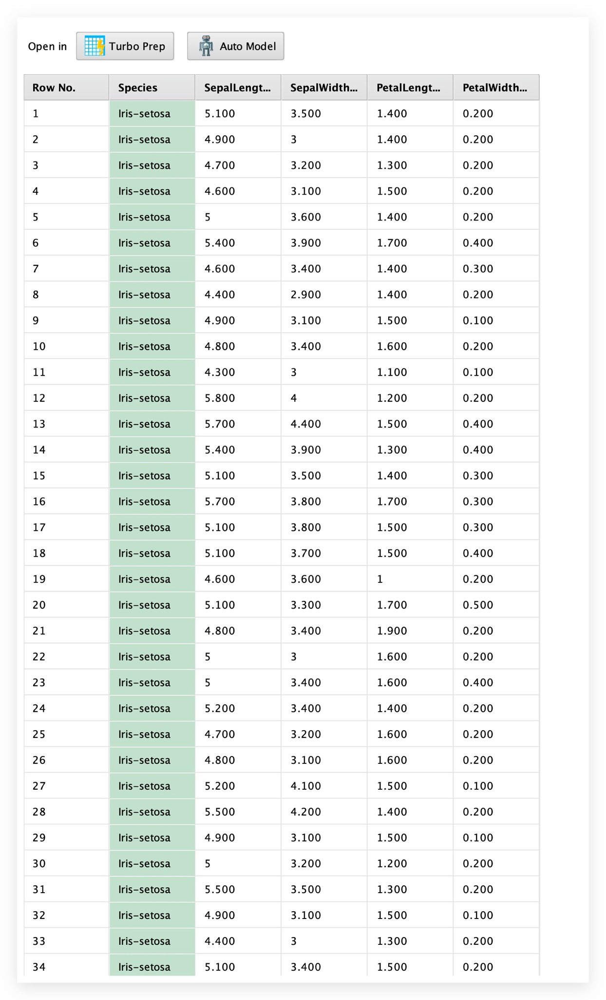 Open in Turbo Prep Auto Model
Row No. Species SepalLengt... SepalWidth... PetalLengt... PetalWidth...
1 Iris-setosa 5.100 3.500 1.400 0.200
2 Iris-setosa 4.900 3 1.400 0.200
3 Iris-setosa 4.700 3.200 1.300 0.200
4 Iris-setosa 4.600 3.100 1.500 0.200
5 Iris-setosa 5 3.600 1.400 0.200
6 Iris-setosa 5.400 3.900 1.700 0.400
7 Iris-setosa 4.600 3.400 1.400 0.300
8 Iris-setosa 4.400 2.900 1.400 0.200
9 Iris-setosa 4.900 3.100 1.500 0.100
10 Iris-setosa 4.800 3.400 1.600 0.200
11 Iris-setosa 4.300 3 1.100 0.100
12 Iris-setosa 5.800 4 1.200 0.200
13 Iris-setosa 5.700 4.400 1.500 0.400
14 Iris-setosa 5.400 3.900 1.300 0.400
15 Iris-setosa 5.100 3.500 1.400 0.300
16 Iris-setosa 5.700 3.800 1.700 0.300
17 Iris-setosa 5.100 3.800 1.500 0.300
18 Iris-setosa 5.100 3.700 1.500 0.400
19 Iris-setosa 4.600 3.600 1 0.200
20 Iris-setosa 5.100 3.300 1.700 0.500
21 Iris-setosa 4.800 3.400 1.900 0.200
22 Iris-setosa 5 3 1.600 0.200
23 Iris-setosa 5 3.400 1.600 0.400
24 Iris-setosa 5.200 3.400 1.400 0.200
25 Iris-setosa 4.700 3.200 1.600 0.200
26 Iris-setosa 4.800 3.100 1.600 0.200
27 Iris-setosa 5.200 4.100 1.500 0.100
28 Iris-setosa 5.500 4.200 1.400 0.200
29 Iris-setosa 4.900 3.100 1.500 0.100
30 Iris-setosa 5 3.200 1.200 0.200
31 Iris-setosa 5.500 3.500 1.300 0.200
32 Iris-setosa 4.900 3.100 1.500 0.100
33 Iris-setosa 4.400 3 1.300 0.200
34 Iris-setosa 5.100 3.400 1.500 0.200